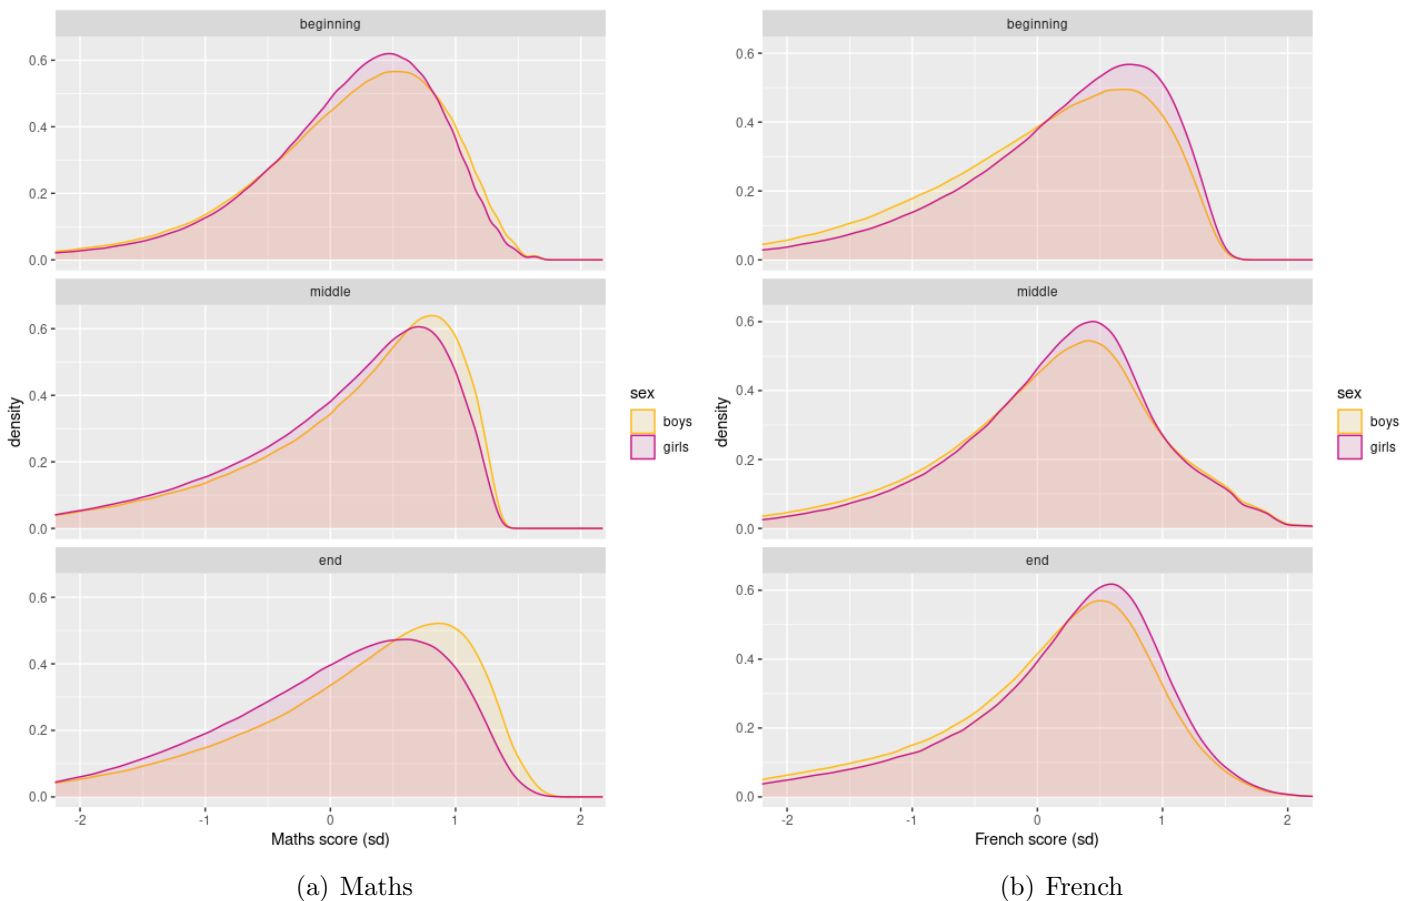 beginning
0.6
0.4
0.2
0.0
middle
0.6
0.4
0.2
0.0
end
0.6
0.4
0.2
0.0
-2 -1 0 1 2
density
Maths score (sd)
sex
boys
girls
(a) Maths
beginning
0.6
0.4
0.2
0.0
middle
0.6
0.4
0.2
0.0
end
0.6
0.4
0.2
0.0
-2 -1 0 1 2
density
French score (sd)
sex
boys
girls
(b) French